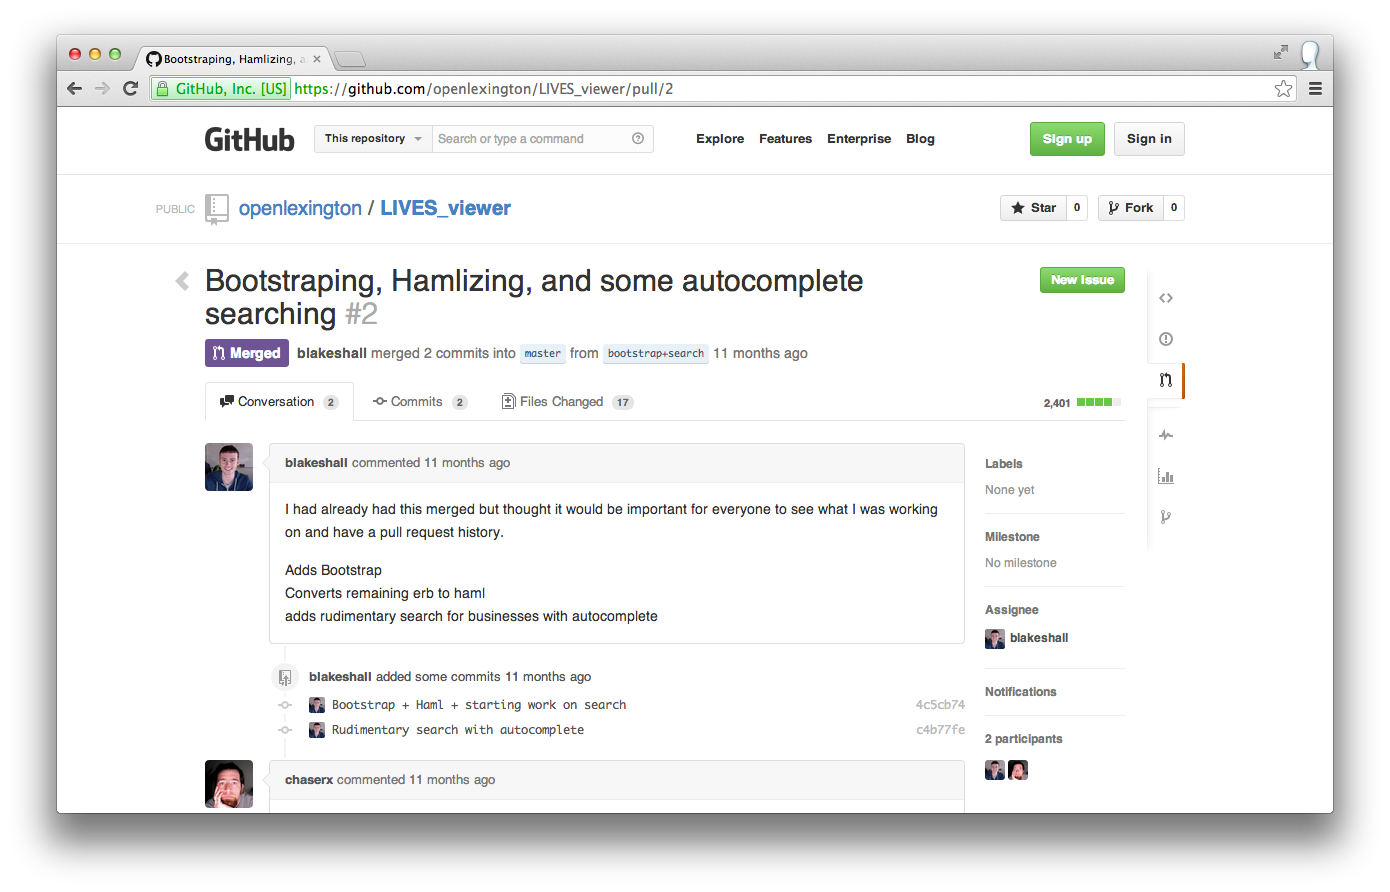 Bootstraping, Hamlizing, a
GitHub, Inc. [US] https://github.com/openlexington/LIVES_viewer/pull/2
GitHub This repository Search or type a command Explore Features Enterprise Blog Sign up Sign in
PUBLIC openlexington / LIVES_viewer Star 0 Fork 0
Bootstraping, Hamlizing, and some autocomplete
searching #2
New Issue
Merged blakeshall merged 2 commits into master from bootstrap+search 11 months ago
Conversation 2 Commits 2 Files Changed 17 2,401
blakeshall commented 11 months ago
I had already had this merged but thought it would be important for everyone to see what I was working
on and have a pull request history.
Adds Bootstrap
Converts remaining erb to haml
adds rudimentary search for businesses with autocomplete
blakeshall added some commits 11 months ago
Bootstrap + Haml + starting work on search 4c5cb74
Rudimentary search with autocomplete c4b77fe
chaserx commented 11 months ago
Labels
None yet
Milestone
No milestone
Assignee
blakeshall
Notifications
2 participants